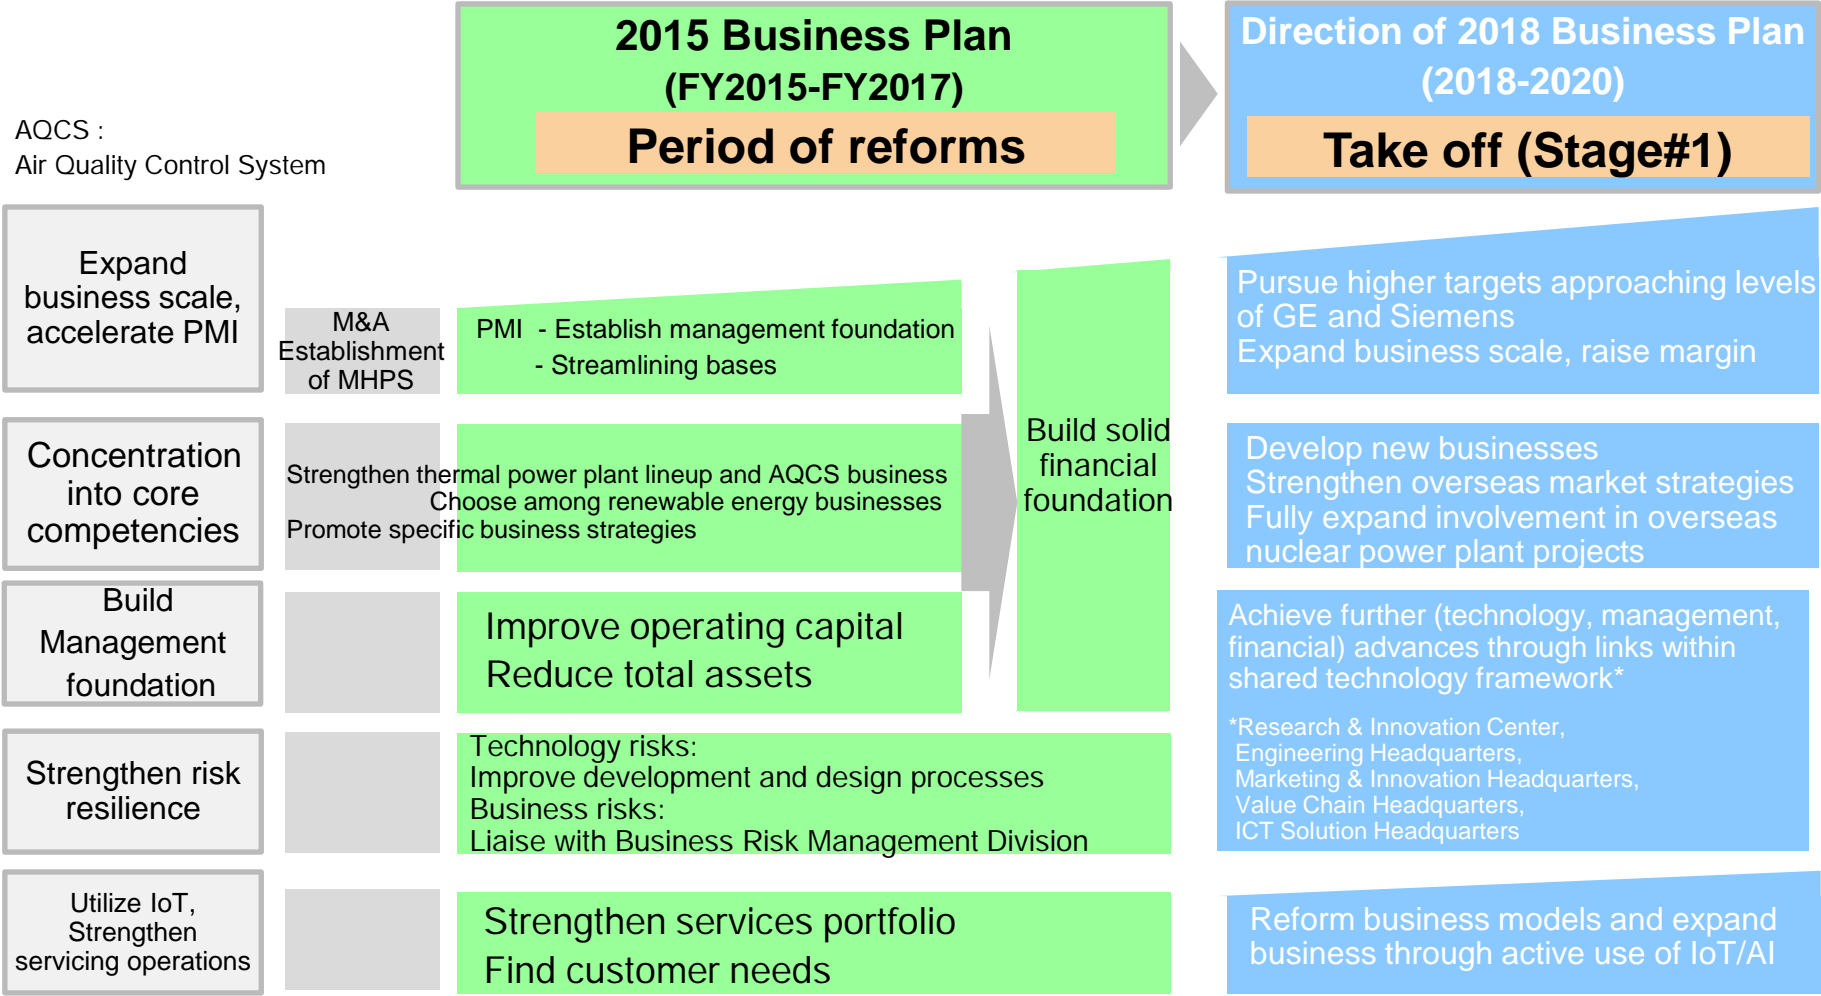 2015 Business Plan
(FY2015-FY2017)
Period of reforms
Direction of 2018 Business Plan
(2018-2020)
Take off (Stage#1)
AQCS :
Air Quality Control System
Expand
business scale,
accelerate PMI
M&A
Establishment
of MHPS
PMI - Establish management foundation
- Streamlining bases
Pursue higher targets approaching levels
of GE and Siemens
Expand business scale, raise margin
Concentration
into core
competencies
Strengthen thermal power plant lineup and AQCS business
Choose among renewable energy businesses
Promote specific business strategies
Build solid
financial
foundation
Develop new businesses
Strengthen overseas market strategies
Fully expand involvement in overseas
nuclear power plant projects
Build
Management
foundation
Improve operating capital
Reduce total assets
Achieve further (technology, management,
financial) advances through links within
shared technology framework*
*Research & Innovation Center,
Engineering Headquarters,
Marketing & Innovation Headquarters,
Value Chain Headquarters,
ICT Solution Headquarters
Strengthen risk
resilience
Technology risks:
Improve development and design processes
Business risks:
Liaise with Business Risk Management Division
Utilize IoT,
Strengthen
servicing operations
Strengthen services portfolio
Find customer needs
Reform business models and expand
business through active use of IoT/AI